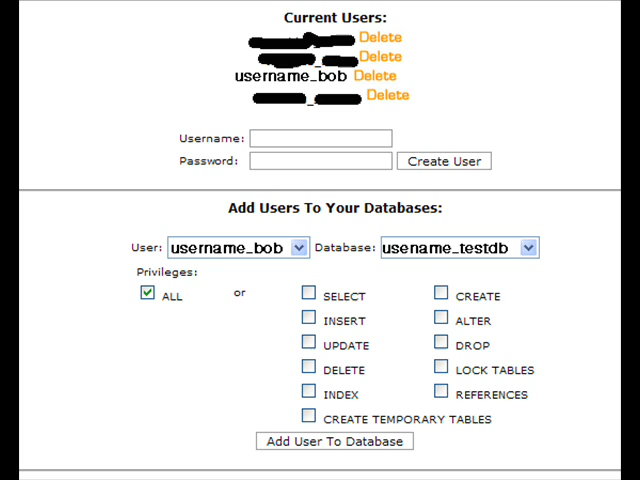 Current Users:
Delete
Delete
username_bob Delete
Delete
Username:
Password: Create User
Add Users To Your Databases:
User: username_bob Database: usename_testdb
Privileges:
ALL or SELECT CREATE
INSERT ALTER
UPDATE DROP
DELETE LOCK TABLES
INDEX REFERENCES
CREATE TEMPORARY TABLES
Add User To Database